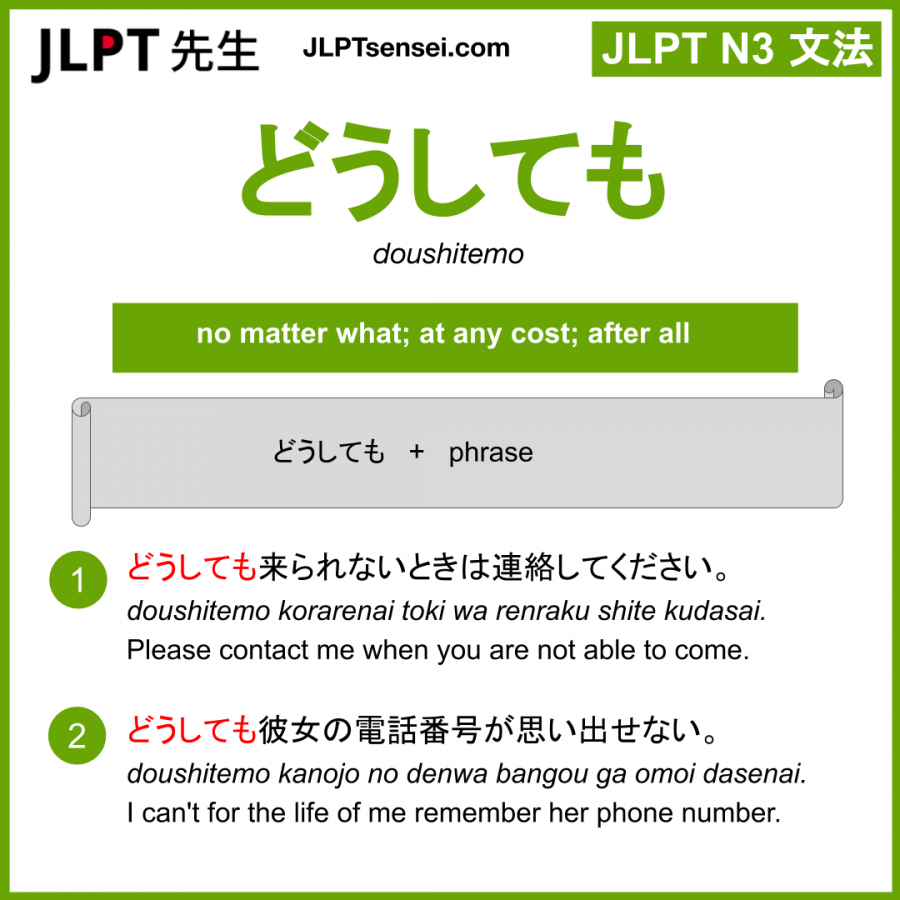 JLPT 先生
JLPTsensei.com
JLPT N3 文法
どうしても
doushitemo
no matter what; at any cost; after all
どうしても + phrase
1
どうしても来られないときは連絡してください。
doushitemo korarenai toki wa renraku shite kudasai.
Please contact me when you are not able to come.
2
どうしても彼女の電話番号が思い出せない。
doushitemo kanojo no denwa bangou ga omoi dasenai.
I can't for the life of me remember her phone number.